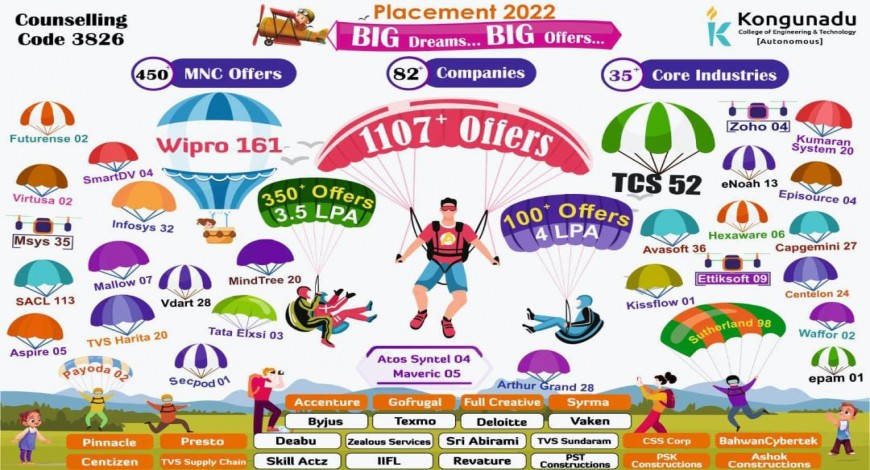 Counselling
Code 3826
Placement 2022
BIG Dreams... BIG Offers...
Kongunadu
College of Engineering & Technology
[Autonomous]
450+ MNC Offers
82+ Companies
35+ Core Industries
Futurense 02
SmartDV 04
Virtusa 02
Infosys 32
Msys 35
Mallow 07
SACL 113
Vdart 28
TVS Harita 20
Aspire 05
Payoda 02
Secpod 01
Wipro 161
MindTree 20
Tata Elxsi 03
350+ Offers
3.5 LPA
1107+ Offers
100+ Offers
4 LPA
Atos Syntel 04
Maveric 05
Arthur Grand 28
TCS 52
Zoho 04
Kumaran
System 20
eNoah 13
Episource 04
Hexaware 06
Avasoft 36
Capgemini 27
Ettiksoft 09
Kissflow 01
Centelon 24
Sutherland 98
Waffor 02
epam 01
Accenture
Gofrugal
Full Creative
Syrma
Byjus
Texmo
Deloitte
Vaken
Pinnacle
Presto
Deabu
Zealous Services
Sri Abirami
TVS Sundaram
CSS Corp
BahwanCybertek
Centizen
TVS Supply Chain
Skill Actz
IIFL
Revature
PST
Constructions
PSK
Constructions
Ashok
Constructions